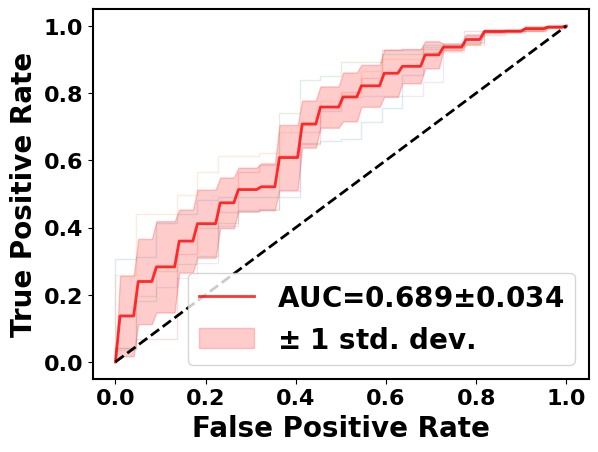 1.0
0.8
0.6
0.4
0.2
0.0
True Positive Rate
AUC=0.689±0.034
± 1 std. dev.
0.0 0.2 0.4 0.6 0.8 1.0
False Positive Rate